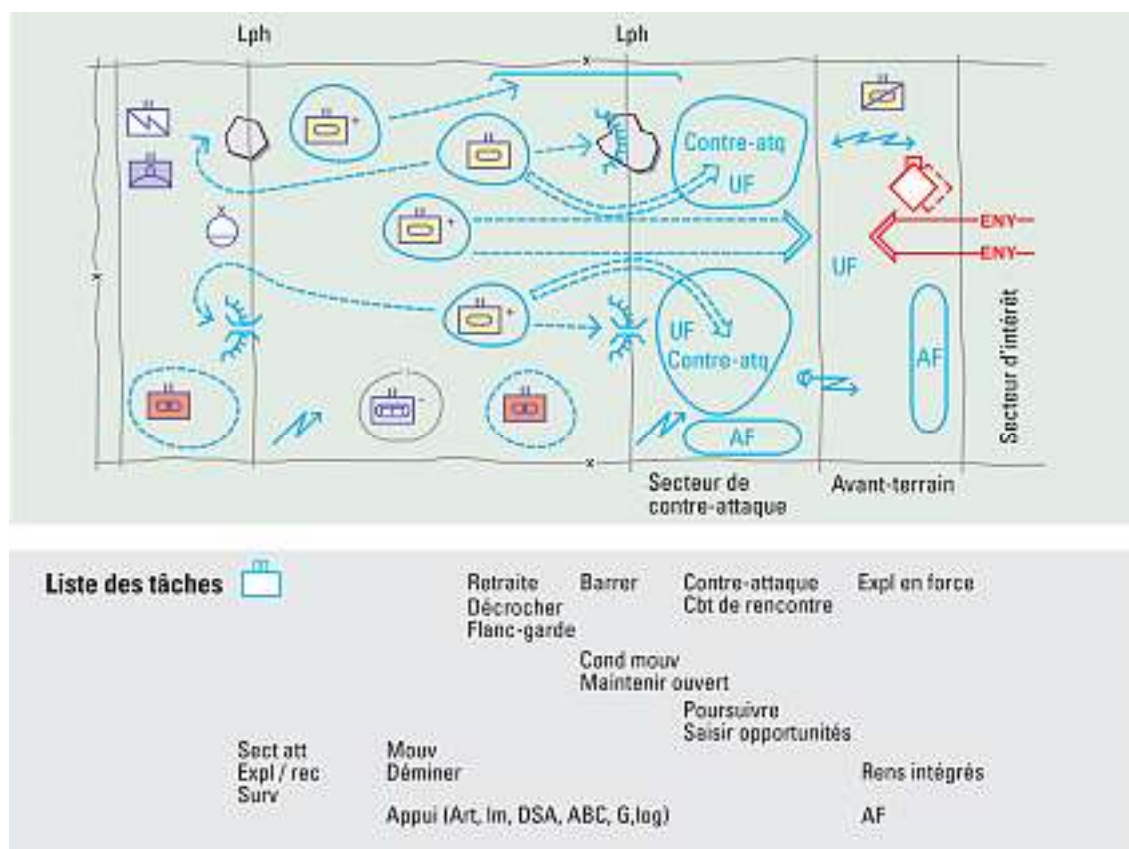 Lph
Lph
x
Contre-atq
UF
ENY
ENY
UF
x
x
UF
Contre-atq
AF
AF
Secteur d'intérêt
x
Secteur de
contre-attaque
Avant-terrain
Liste des tâches
Retraite
Décrocher
Flanc-garde
Barrer
Contre-attaque
Cbt de rencontre
Expl en force
Cond mouv
Maintenir ouvert
Poursuivre
Saisir opportunités
Sect att
Expl / rec
Surv
Mouv
Déminer
Rens intégrés
Appui (Art, lm, DSA, ABC, G,log)
AF